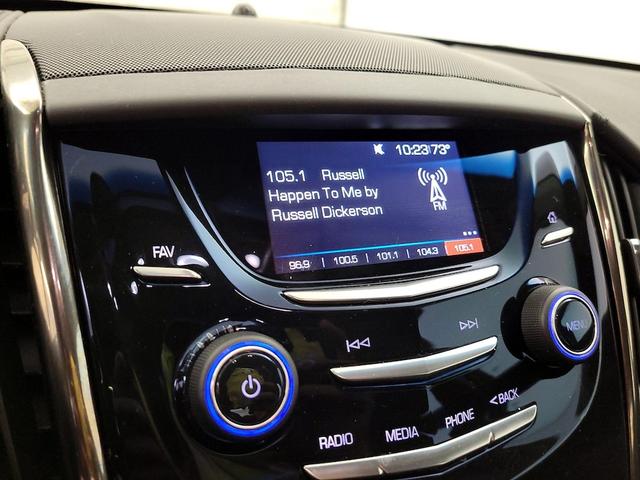 10:23 73°
105.1 Russell
Happen To Me by
Russell Dickerson
FM
96.9 | 100.5 | 101.1 | 104.3 105.1
FAV
MENU
RADIO MEDIA PHONE <BACK